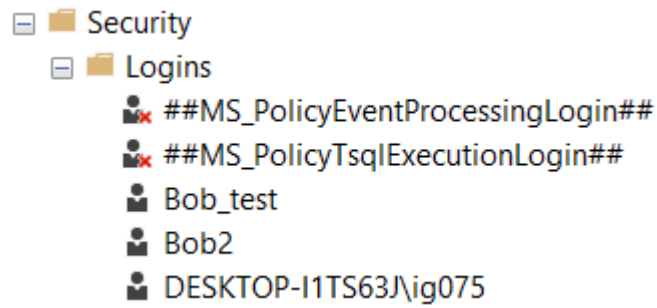 Security
Logins
##MS_PolicyEventProcessingLogin##
##MS_PolicyTsqlExecutionLogin##
Bob_test
Bob2
DESKTOP-I1TS63J\ig075